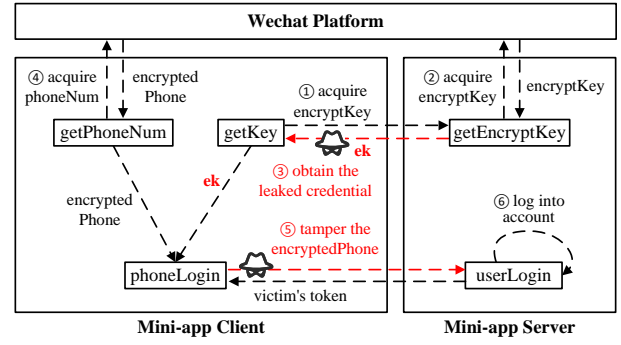 Wechat Platform
④ acquire
phoneNum
encrypted
Phone
① acquire
encryptKey
② acquire
encryptKey
encryptKey
getPhoneNum
getKey
getEncryptKey
ek
ek
③ obtain the
leaked credential
encrypted
Phone
⑤ tamper the
encryptedPhone
⑥ log into
account
phoneLogin
userLogin
victim's token
Mini-app Client
Mini-app Server